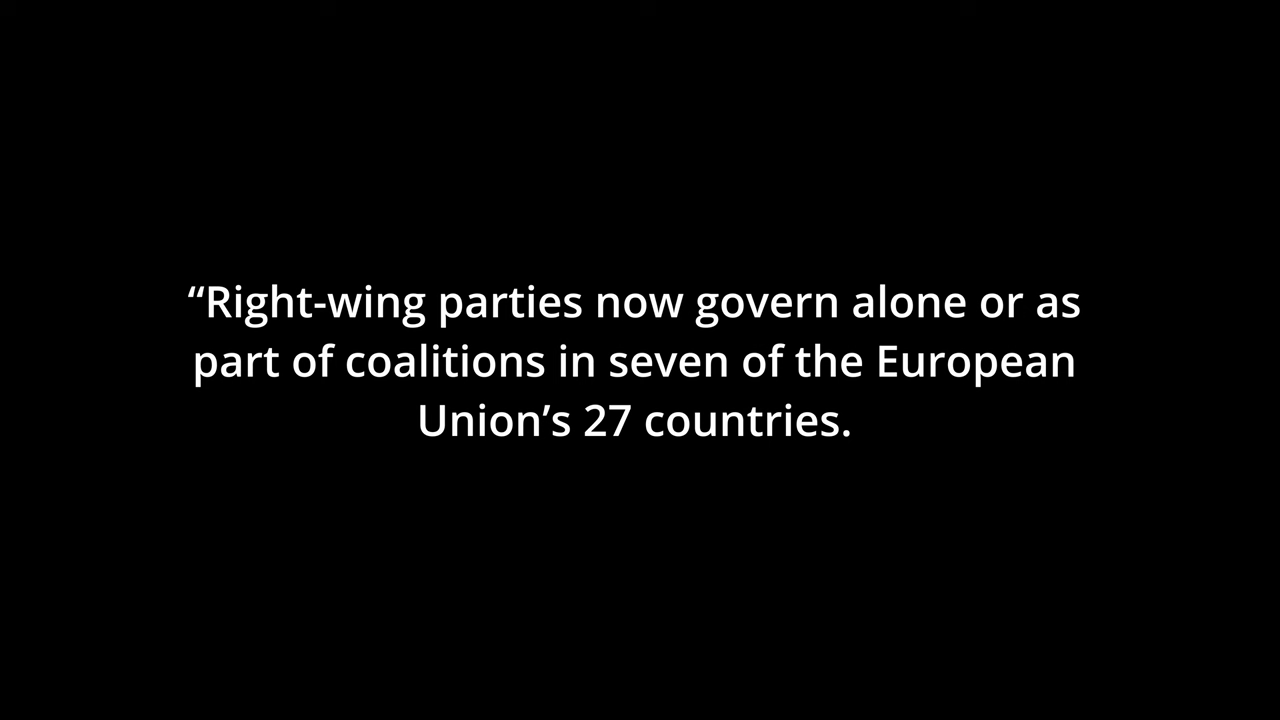 “Right-wing parties now govern alone or as
part of coalitions in seven of the European
Union’s 27 countries.